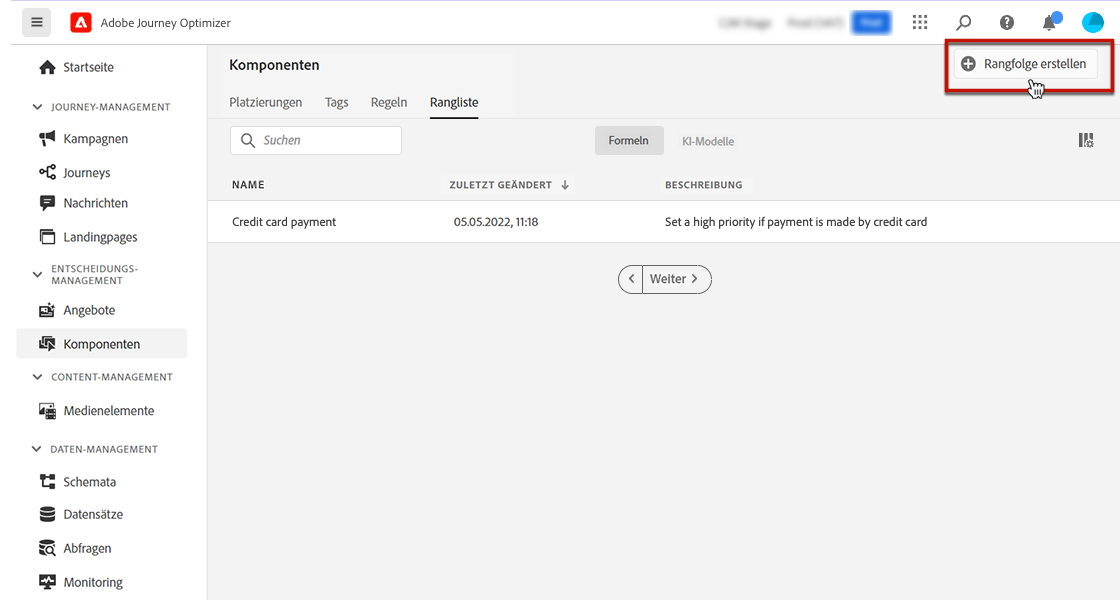 Adobe Journey Optimizer
Startseite
JOURNEY-MANAGEMENT
Kampagnen
Journeys
Nachrichten
Landingpages
ENTSCHEIDUNGS-
MANAGEMENT
Angebote
Komponenten
CONTENT-MANAGEMENT
Medienelemente
DATEN-MANAGEMENT
Schemata
Datensätze
Abfragen
Monitoring
Komponenten
Rangfolge erstellen
Platzierungen Tags Regeln Rangliste
Suchen
Formeln KI-Modelle
NAME ZULETZT GEÄNDERT BESCHREIBUNG
Credit card payment 05.05.2022, 11:18 Set a high priority if payment is made by credit card
Weiter